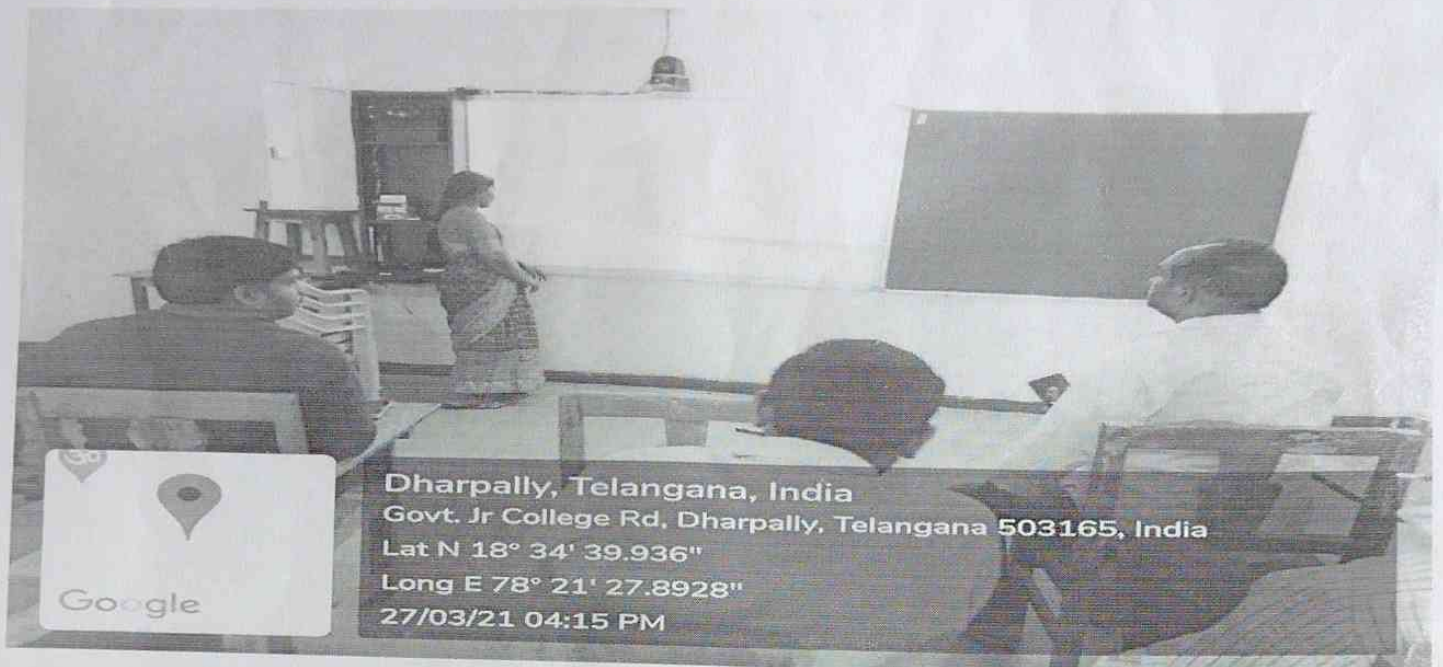 Dharpally, Telangana, India
Govt. Jr College Rd, Dharpally, Telangana 503165, India
Lat N 18° 34' 39.936"
Long E 78° 21' 27.8928"
27/03/21 04:15 PM
Google